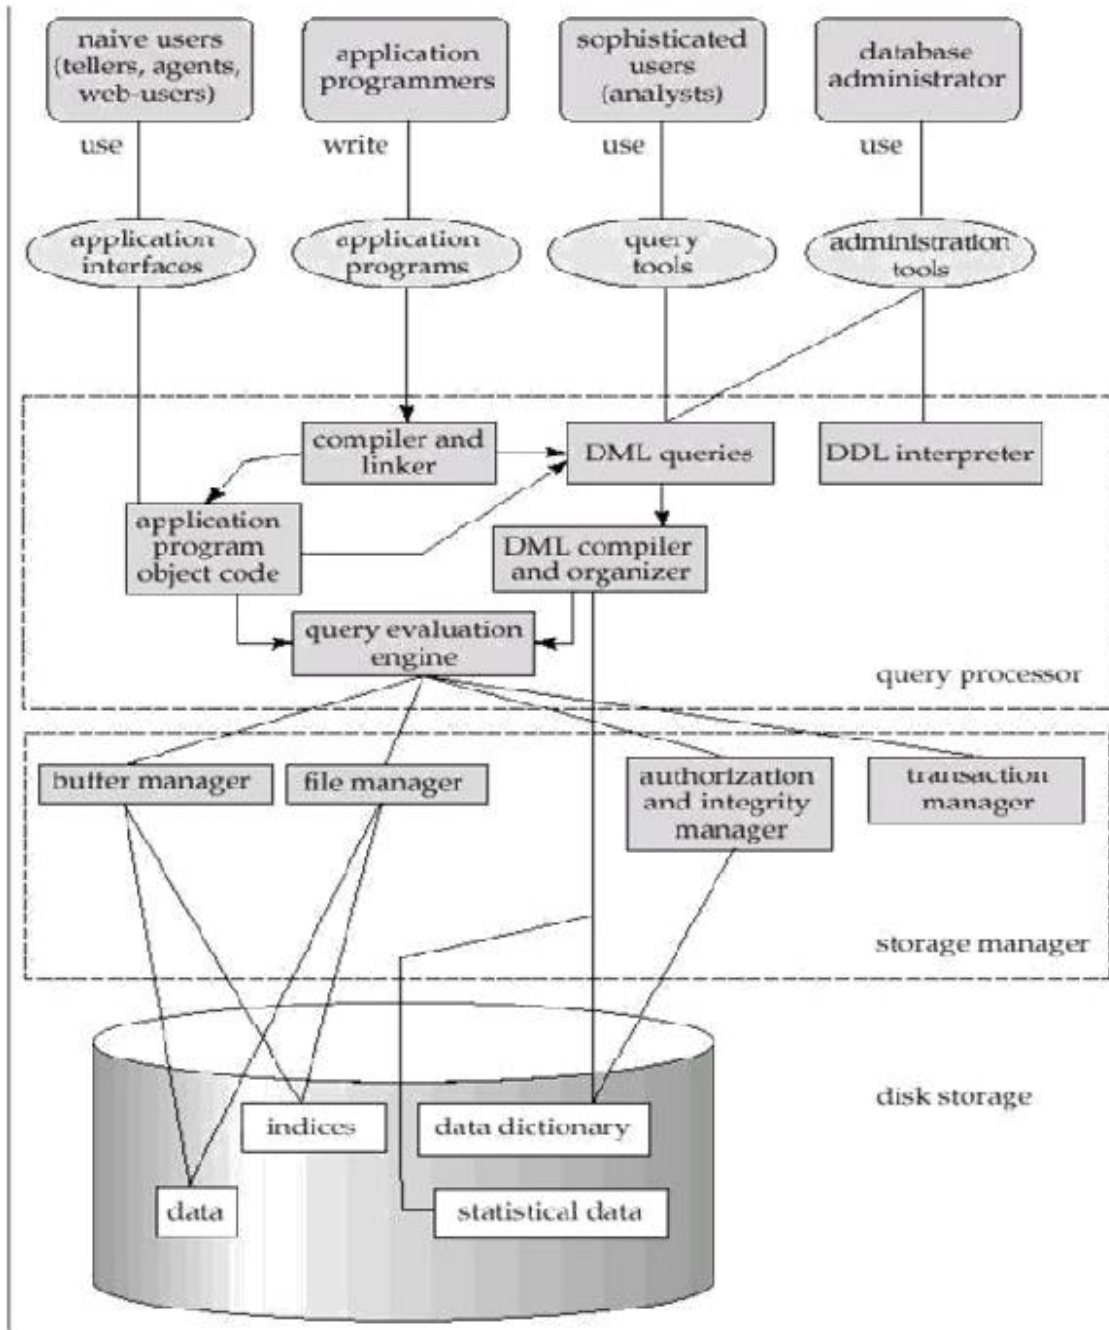 naive users
(tellers, agents,
web-users)
application
programmers
sophisticated
users
(analysts)
database
administrator
use
write
use
use
application
interfaces
application
programs
query
tools
administration
tools
compiler and
linker
DML queries
DDL interpreter
application
program
object code
DML compiler
and organizer
query evaluation
engine
query processor
buffer manager
file manager
authorization
and integrity
manager
transaction
manager
storage manager
disk storage
indices
data dictionary
data
statistical data